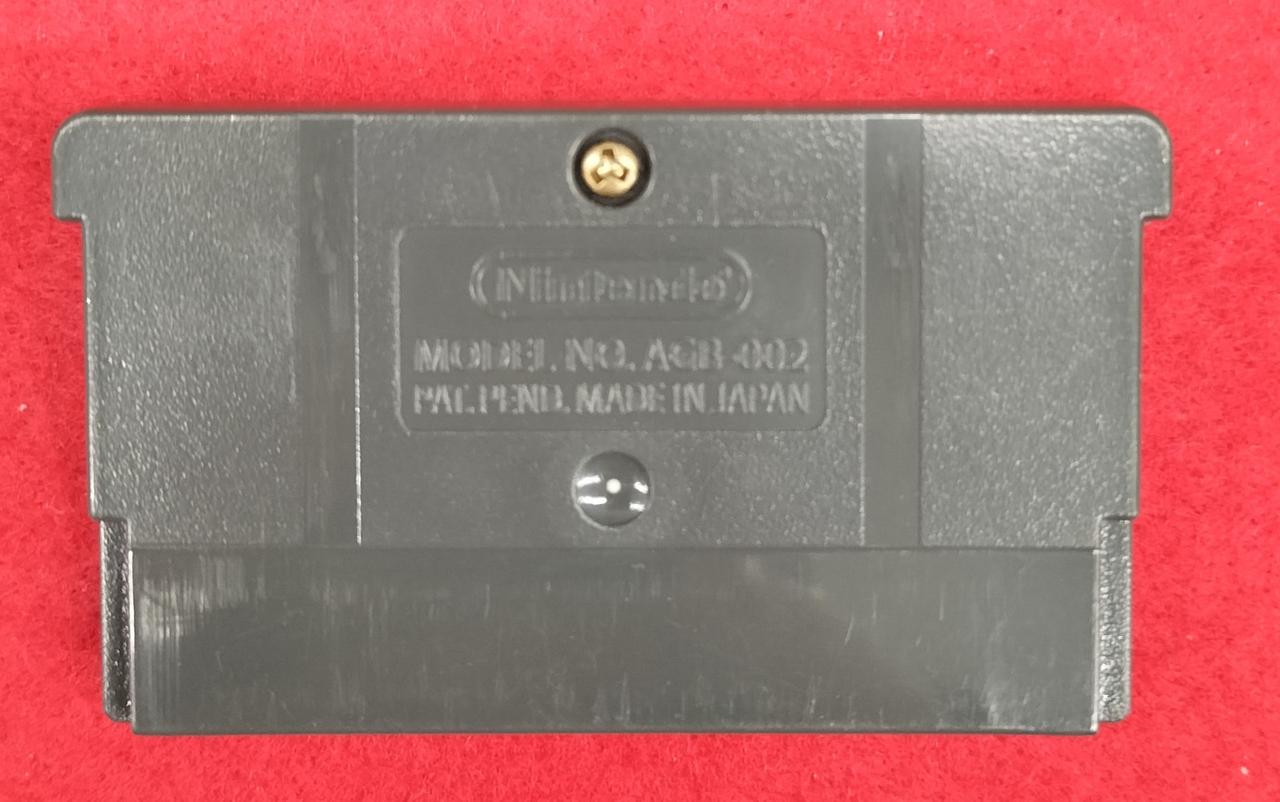 Nintendo
MODEL NO. AGB-002
PAT. PEND. MADE IN JAPAN